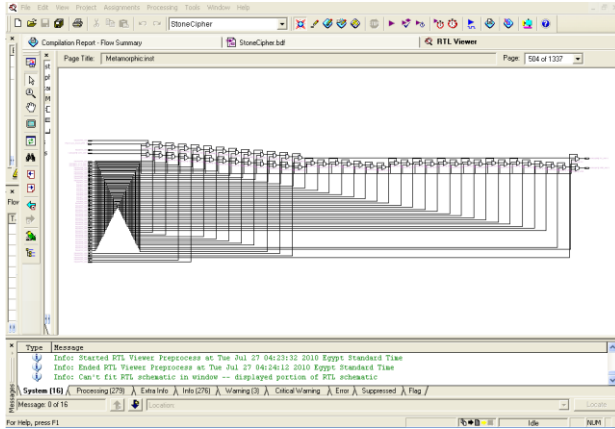 File Edit View Project Assignments Processing Tools Window Help
StoneCipher
Compilation Report - Flow Summary
StoneCipher.bdf
RTL Viewer
Page Title: Metamorphic:inst
Page: 584 of 1337
Flow
Type Message
Info: Started RTL Viewer Preprocess at Tue Jul 27 04:23:32 2010 Egypt Standard Time
Info: Ended RTL Viewer Preprocess at Tue Jul 27 04:24:12 2010 Egypt Standard Time
Info: Can't fit RTL schematic in window -- displayed portion of RTL schematic
System (16) Processing (279) Extra Info Info (276) Warning (3) Critical Warning Error Suppressed Flag
Messages
Message: 0 of 16
Location:
Locate
For Help, press F1
Idle
NUM